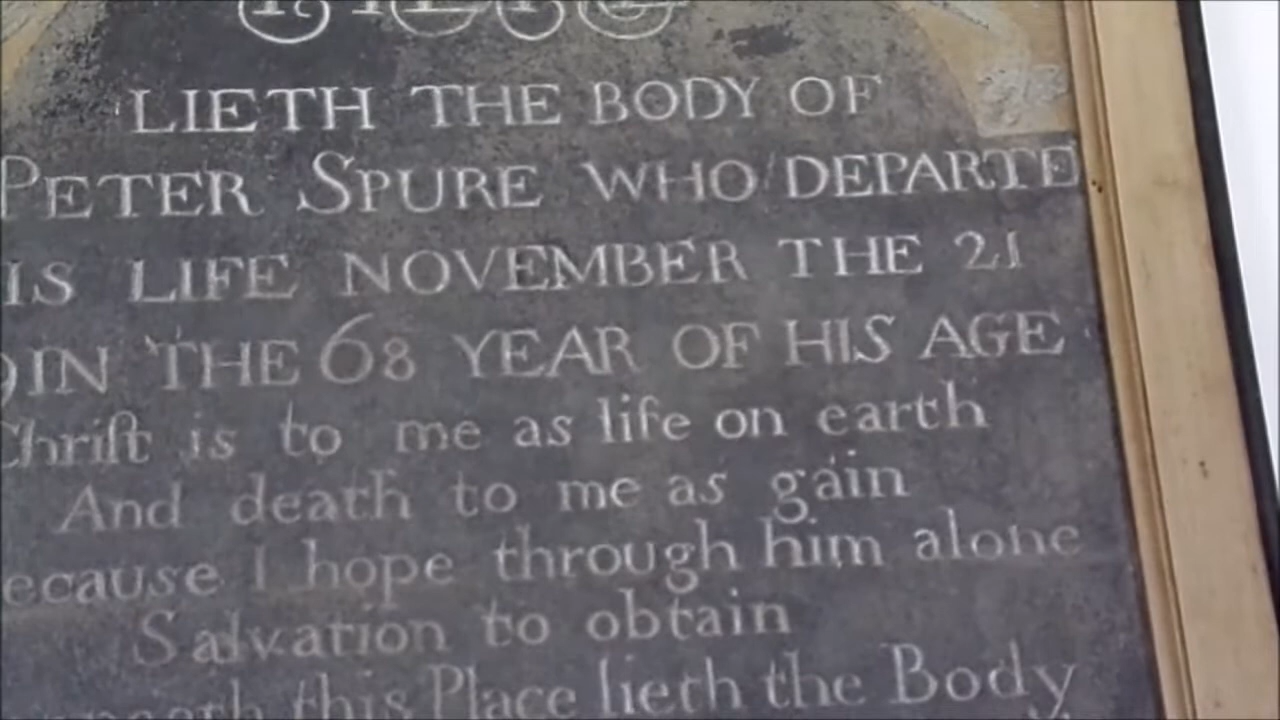 LIETH THE BODY OF
PETER SPURE WHO DEPARTE
IS LIFE NOVEMBER THE 21
IN THE 68 YEAR OF HIS AGE
Chriſt is to me as life on earth
And death to me as gain
ecause I hope through him alone
Salvation to obtain
this Place lieth the Body